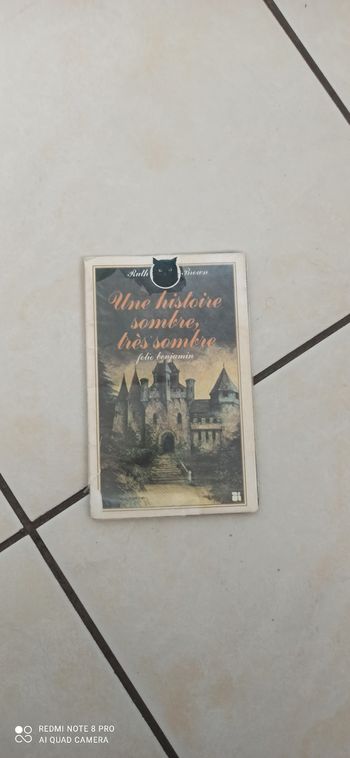 Ruth Brown
Une histoire
sombre,
très sombre
folio benjamin
REDMI NOTE 8 PRO
AI QUAD CAMERA